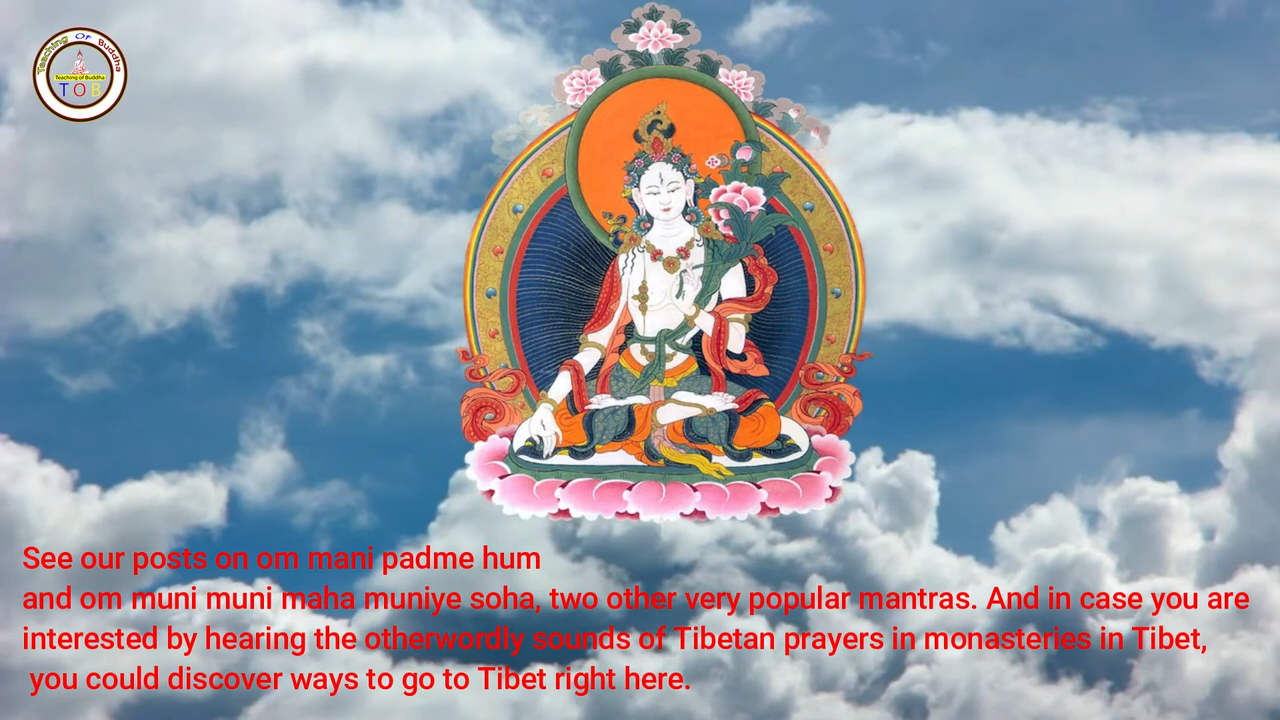 Teaching Of Buddha
Teaching of Buddha
T O B
See our posts on om mani padme hum
and om muni muni maha muniye soha, two other very popular mantras. And in case you are
interested by hearing the otherwordly sounds of Tibetan prayers in monasteries in Tibet,
you could discover ways to go to Tibet right here.